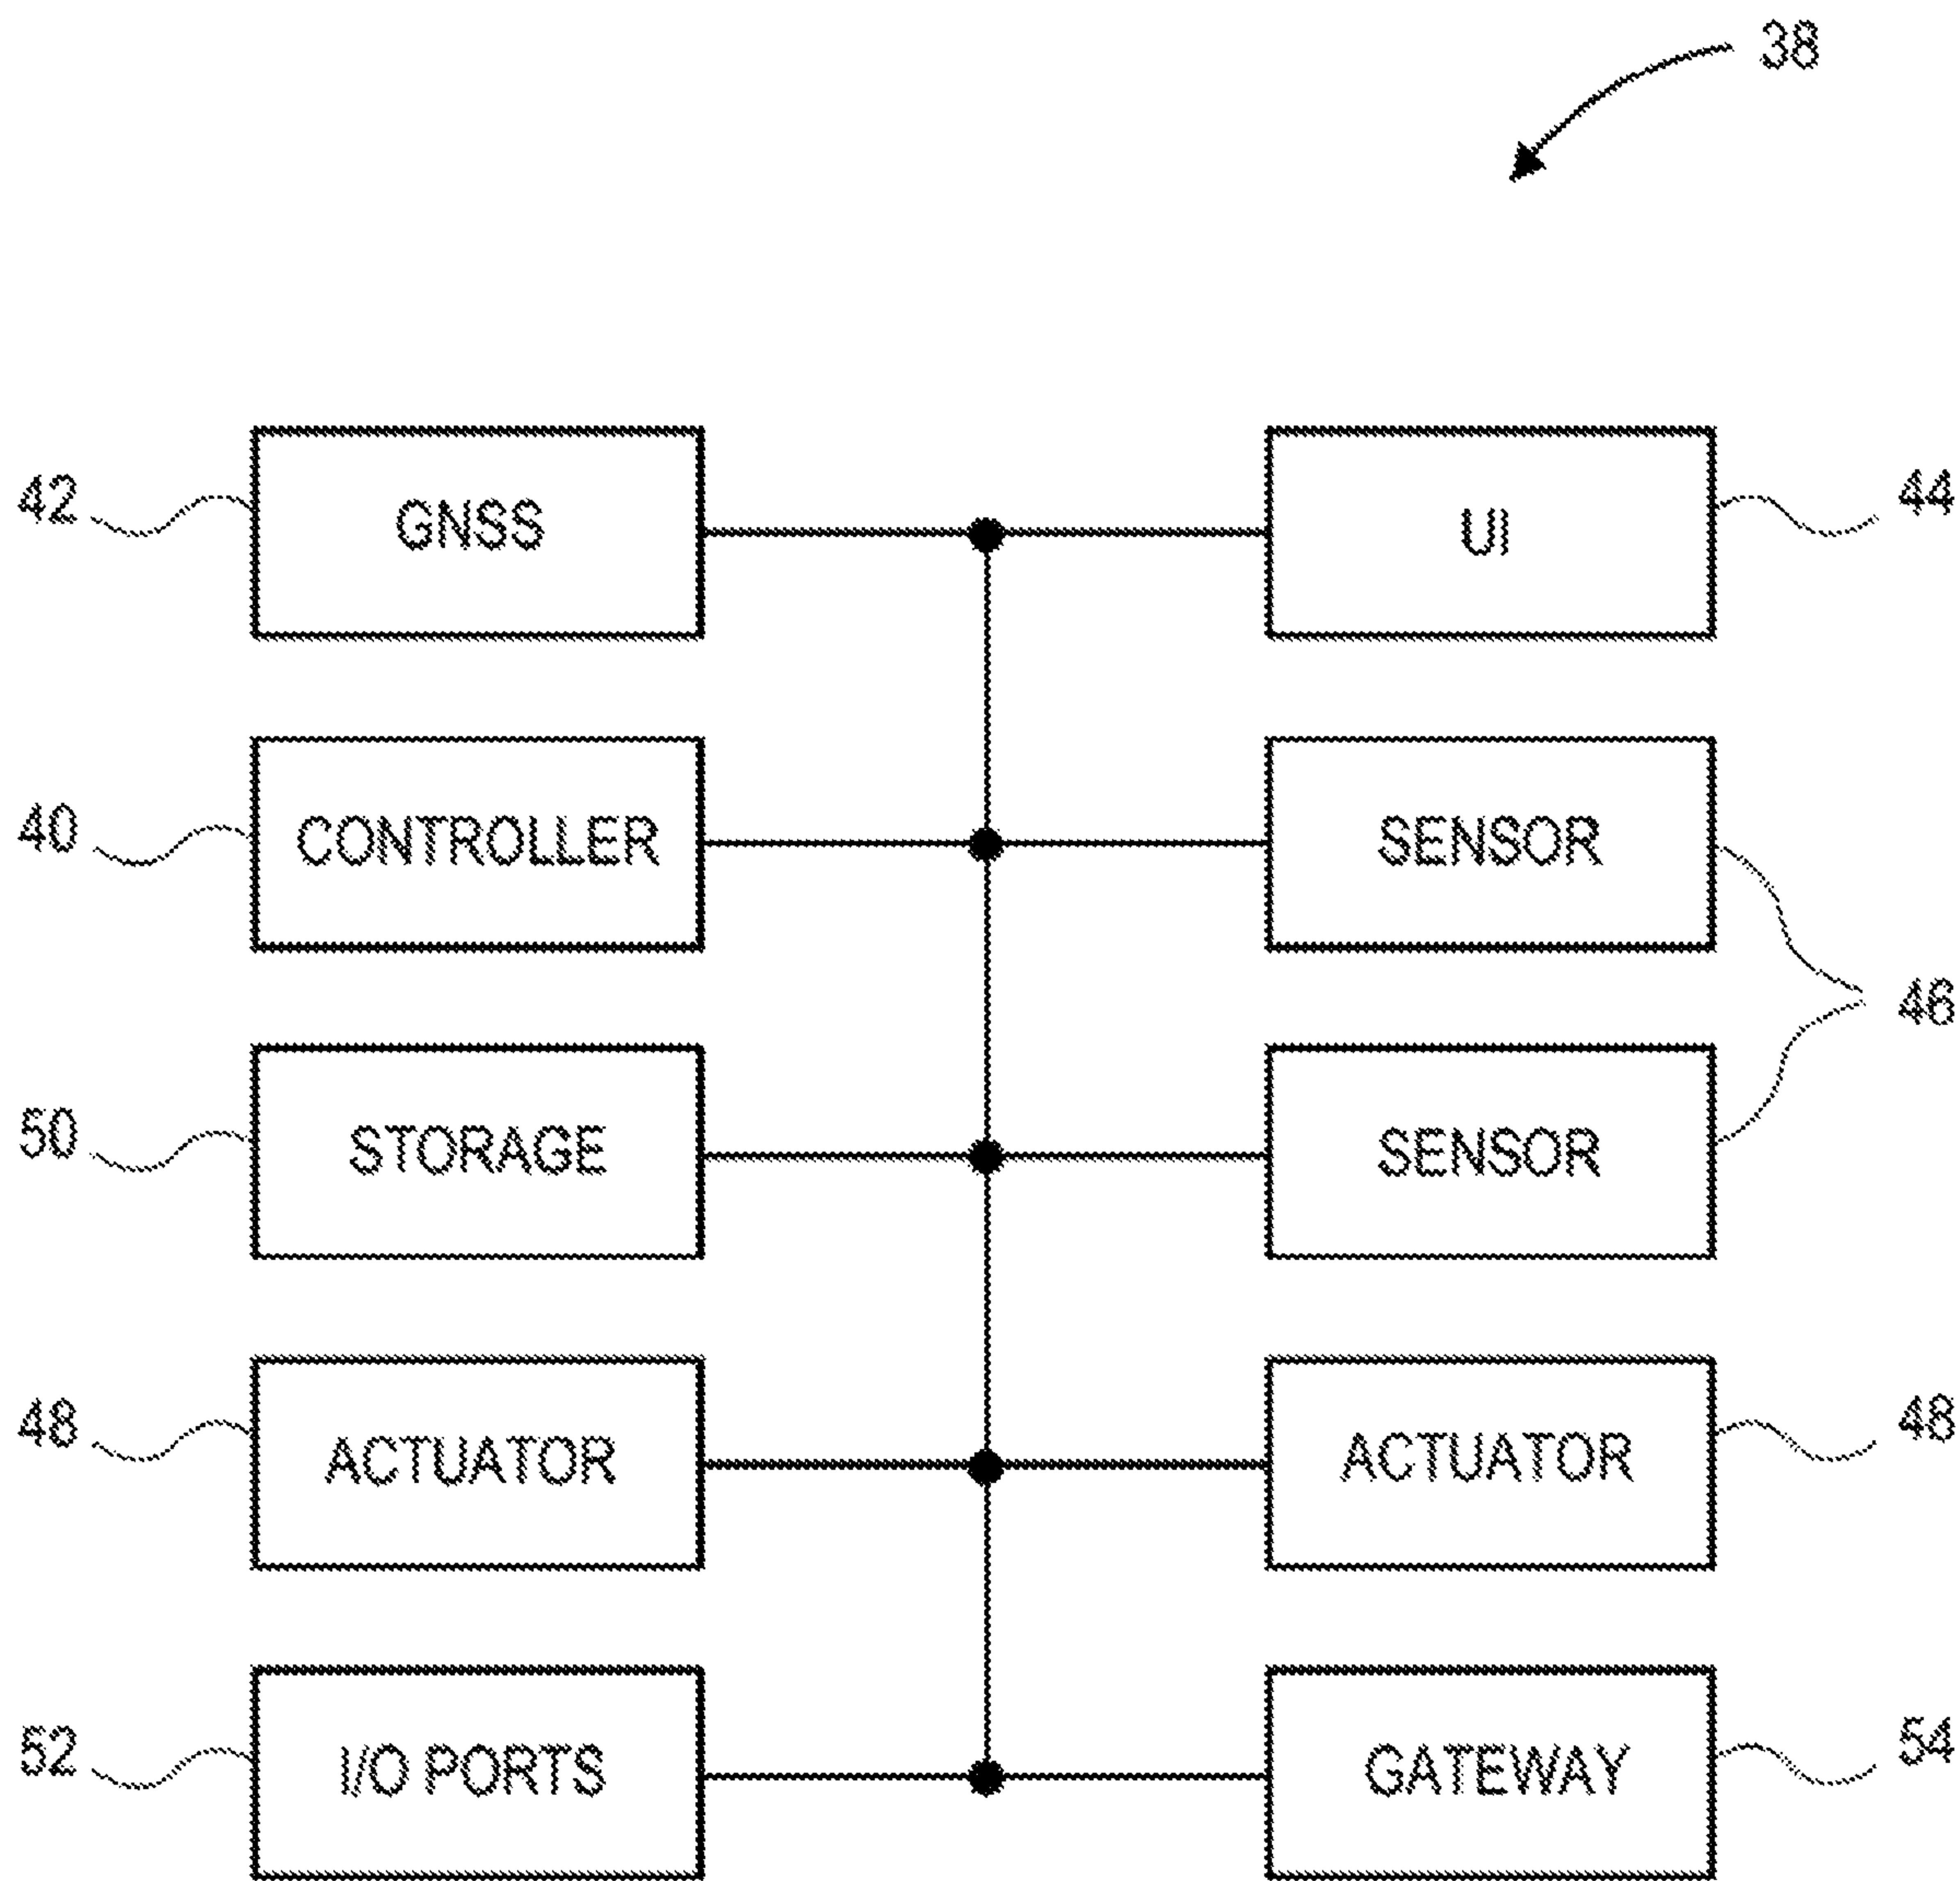 38
42 GNSS UI 44
40 CONTROLLER SENSOR
46
50 STORAGE SENSOR
48 ACTUATOR ACTUATOR 48
52 I/O PORTS GATEWAY 54